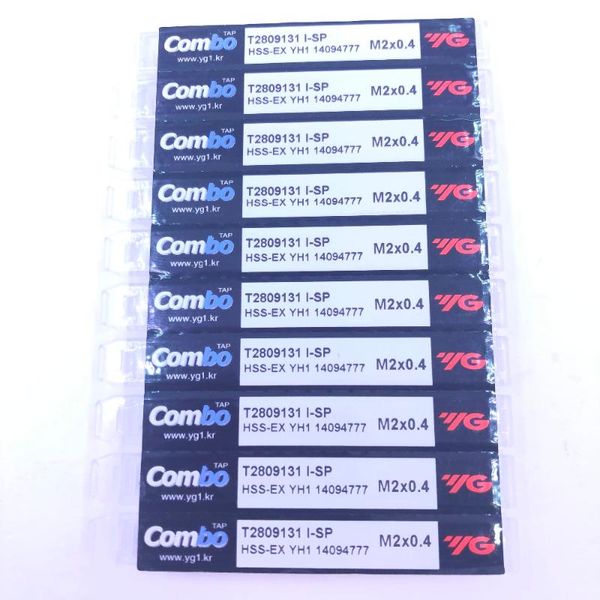 TAP
Combo
www.yg1.kr
T2809131 I-SP
HSS-EX YH1 14094777
M2x0.4
YG
TAP
Combo
www.yg1.kr
T2809131 I-SP
HSS-EX YH1 14094777
M2x0.4
YG
TAP
Combo
www.yg1.kr
T2809131 I-SP
HSS-EX YH1 14094777
M2x0.4
YG
TAP
Combo
www.yg1.kr
T2809131 I-SP
HSS-EX YH1 14094777
M2x0.4
YG
TAP
Combo
www.yg1.kr
T2809131 I-SP
HSS-EX YH1 14094777
M2x0.4
YG
TAP
Combo
www.yg1.kr
T2809131 I-SP
HSS-EX YH1 14094777
M2x0.4
YG
TAP
Combo
www.yg1.kr
T2809131 I-SP
HSS-EX YH1 14094777
M2x0.4
YG
TAP
Combo
www.yg1.kr
T2809131 I-SP
HSS-EX YH1 14094777
M2x0.4
YG
TAP
Combo
www.yg1.kr
T2809131 I-SP
HSS-EX YH1 14094777
M2x0.4
YG
TAP
Combo
www.yg1.kr
T2809131 I-SP
HSS-EX YH1 14094777
M2x0.4
YG